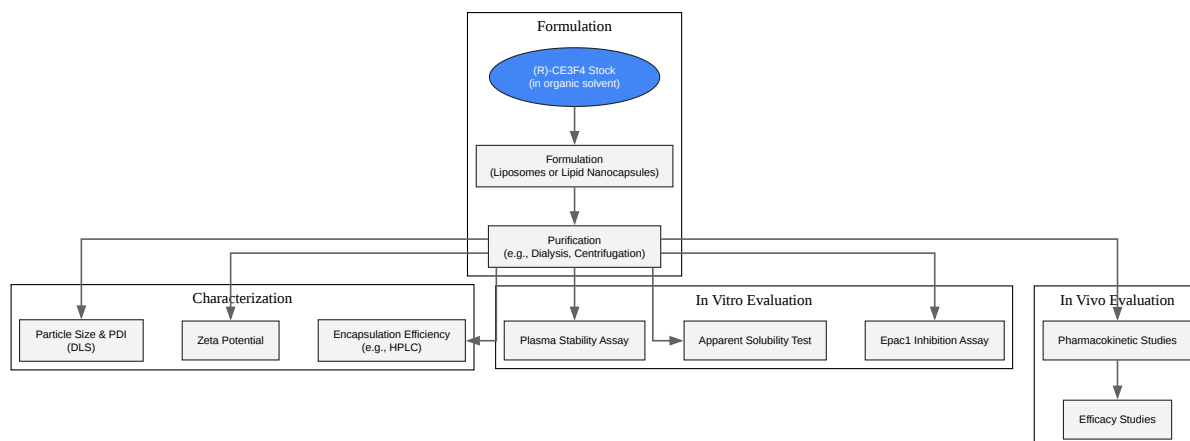 Formulation
(R)-CE3F4 Stock
(in organic solvent)
Formulation
(Liposomes or Lipid Nanocapsules)
Purification
(e.g., Dialysis, Centrifugation)
Characterization
Particle Size & PDI
(DLS)
Zeta Potential
Encapsulation Efficiency
(e.g., HPLC)
In Vitro Evaluation
Plasma Stability Assay
Apparent Solubility Test
Epac1 Inhibition Assay
In Vivo Evaluation
Pharmacokinetic Studies
Efficacy Studies